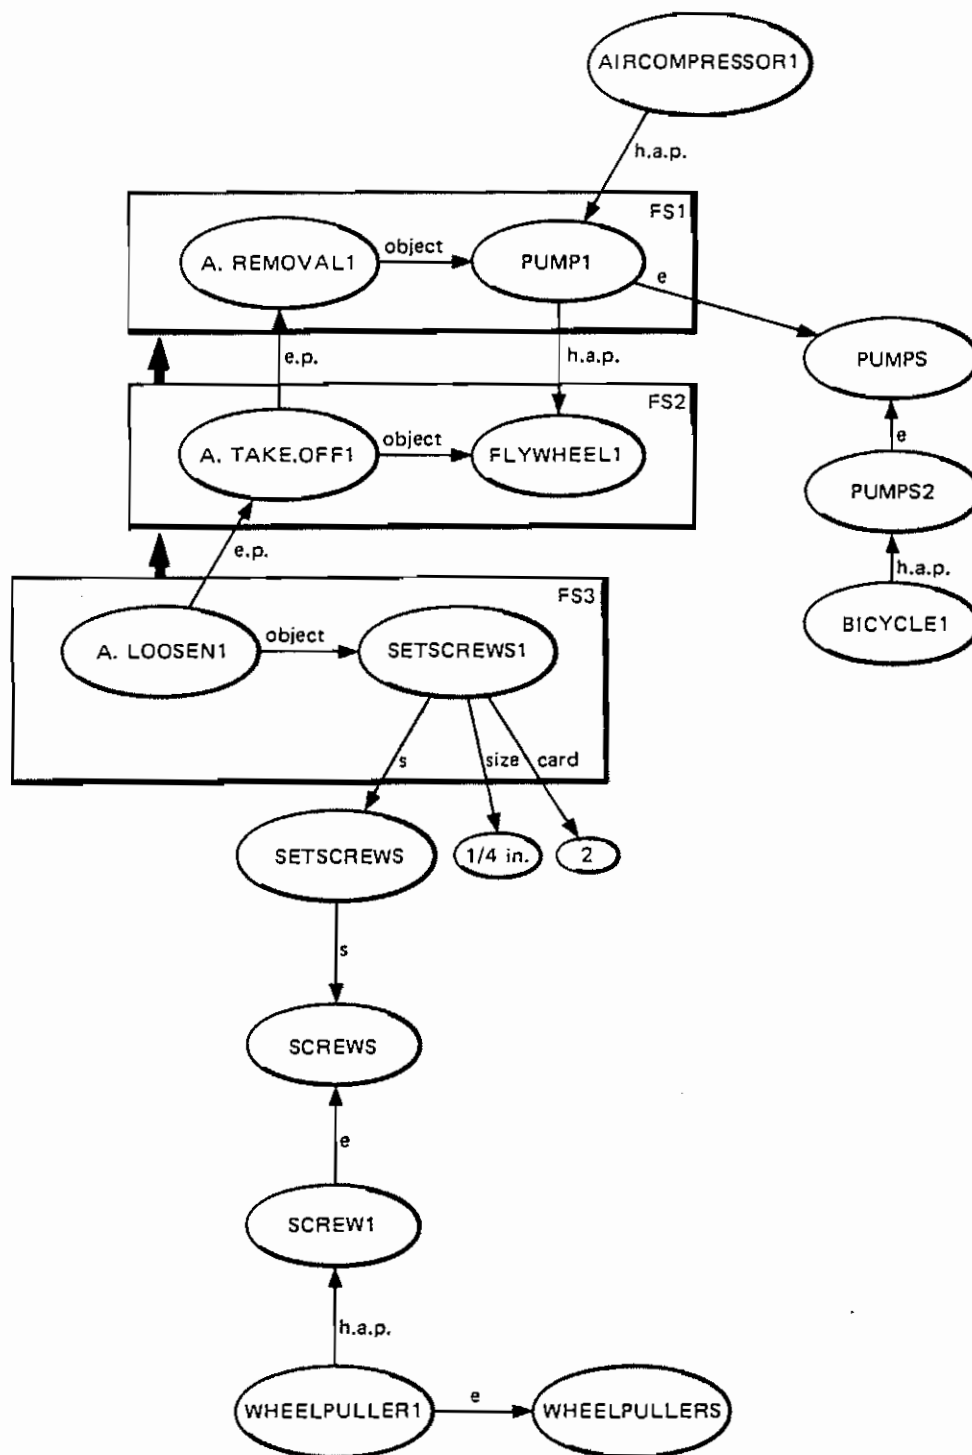 AIRCOMPRESSOR1
h.a.p.
FS1
A. REMOVAL1
object
PUMP1
e
e.p.
h.a.p.
PUMPS
FS2
A. TAKE.OFF1
object
FLYWHEEL1
e
PUMPS2
e.p.
h.a.p.
FS3
A. LOOSEN1
object
SETSCREWS1
BICYCLE1
s
size
card
SETSCREWS
1/4 in.
2
s
SCREWS
e
SCREW1
h.a.p.
WHEELPULLER1
e
WHEELPULLERS